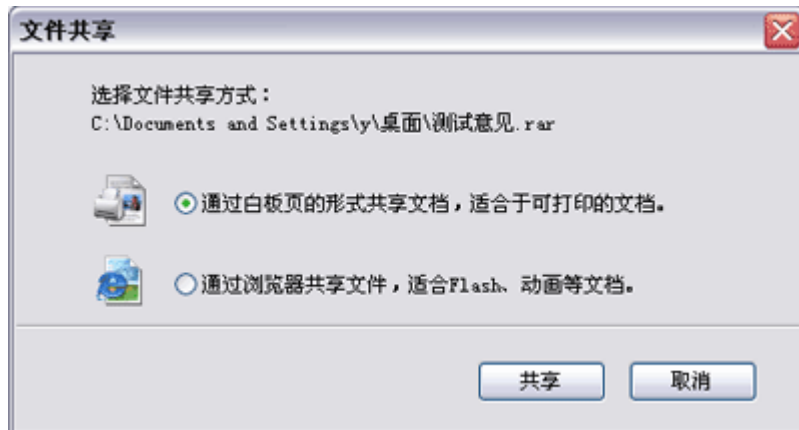 文件共享
选择文件共享方式：
C:\Documents and Settings\y\桌面\测试意见.rar
通过白板页的形式共享文档，适合于可打印的文档。
通过浏览器共享文件，适合Flash、动画等文档。
共享
取消